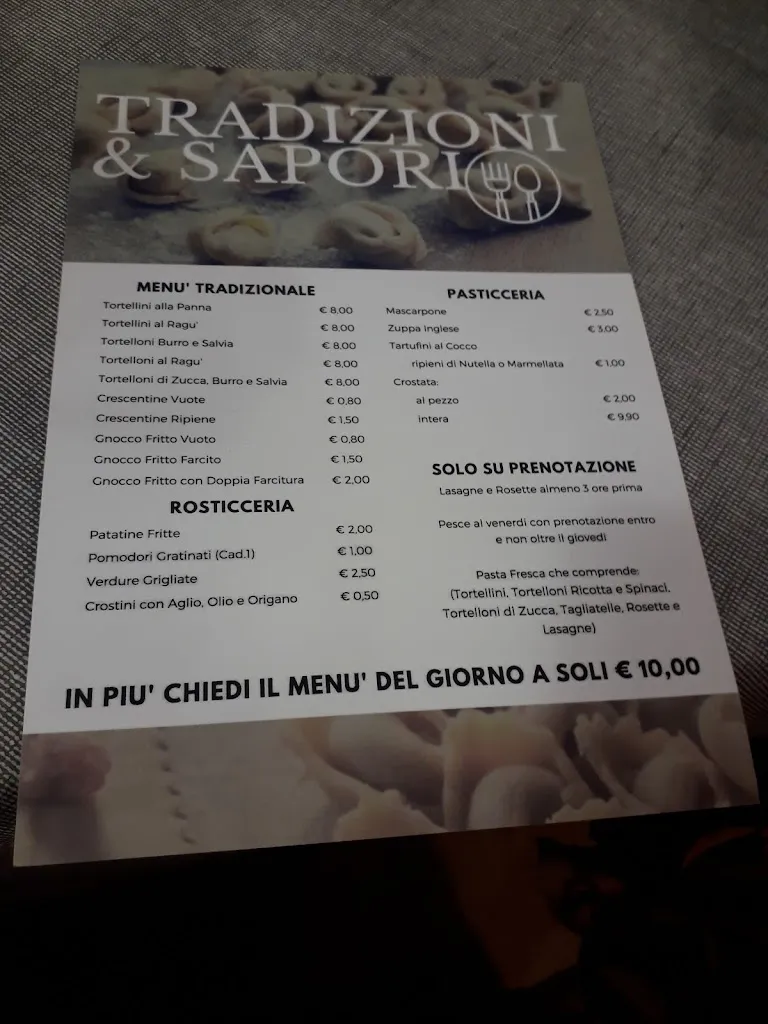 TRADIZIONI
& SAPORI
MENU' TRADIZIONALE
Tortellini alla Panna € 8,00
Tortellini al Ragu' € 8,00
Tortelloni Burro e Salvia € 8,00
Tortelloni al Ragu' € 8,00
Tortelloni di Zucca, Burro e Salvia € 8,00
Crescentine Vuote € 0,80
Crescentine Ripiene € 1,50
Gnocco Fritto Vuoto € 0,80
Gnocco Fritto Farcito € 1,50
Gnocco Fritto con Doppia Farcitura € 2,00
ROSTICCERIA
Patatine Fritte € 2,00
Pomodori Gratinati (Cad.1) € 1,00
Verdure Grigliate € 2,50
Crostini con Aglio, Olio e Origano € 0,50
PASTICCERIA
Mascarpone € 2,50
Zuppa Inglese € 3,00
Tartufini al Cocco
ripieni di Nutella o Marmellata € 1,00
Crostata:
al pezzo € 2,00
intera € 9,90
SOLO SU PRENOTAZIONE
Lasagne e Rosette almeno 3 ore prima
Pesce al venerdi con prenotazione entro
e non oltre il giovedi
Pasta Fresca che comprende:
(Tortellini, Tortelloni Ricotta e Spinaci,
Tortelloni di Zucca, Tagliatelle, Rosette e
Lasagne)
IN PIU' CHIEDI IL MENU' DEL GIORNO A SOLI € 10,00